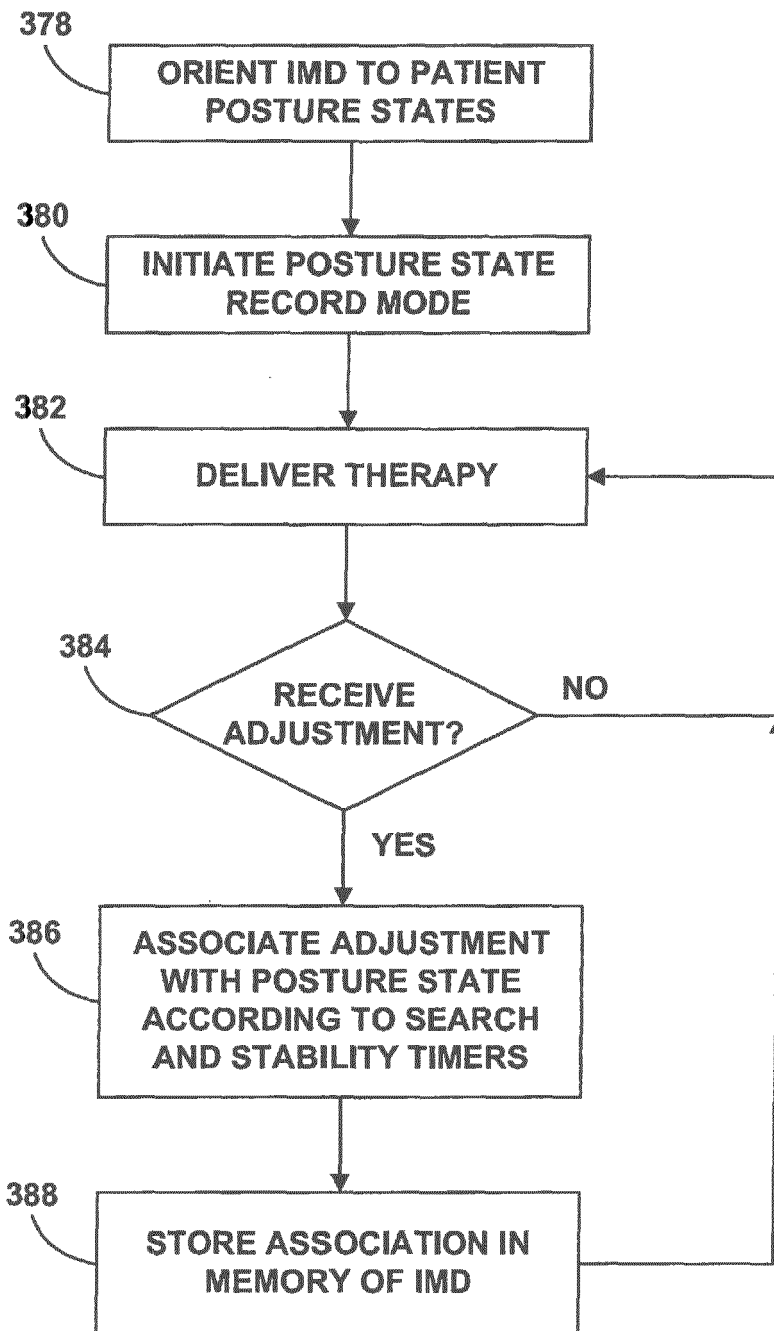 378
ORIENT IMD TO PATIENT
POSTURE STATES
380
INITIATE POSTURE STATE
RECORD MODE
382
DELIVER THERAPY
384
RECEIVE
ADJUSTMENT?
NO
YES
386
ASSOCIATE ADJUSTMENT
WITH POSTURE STATE
ACCORDING TO SEARCH
AND STABILITY TIMERS
388
STORE ASSOCIATION IN
MEMORY OF IMD